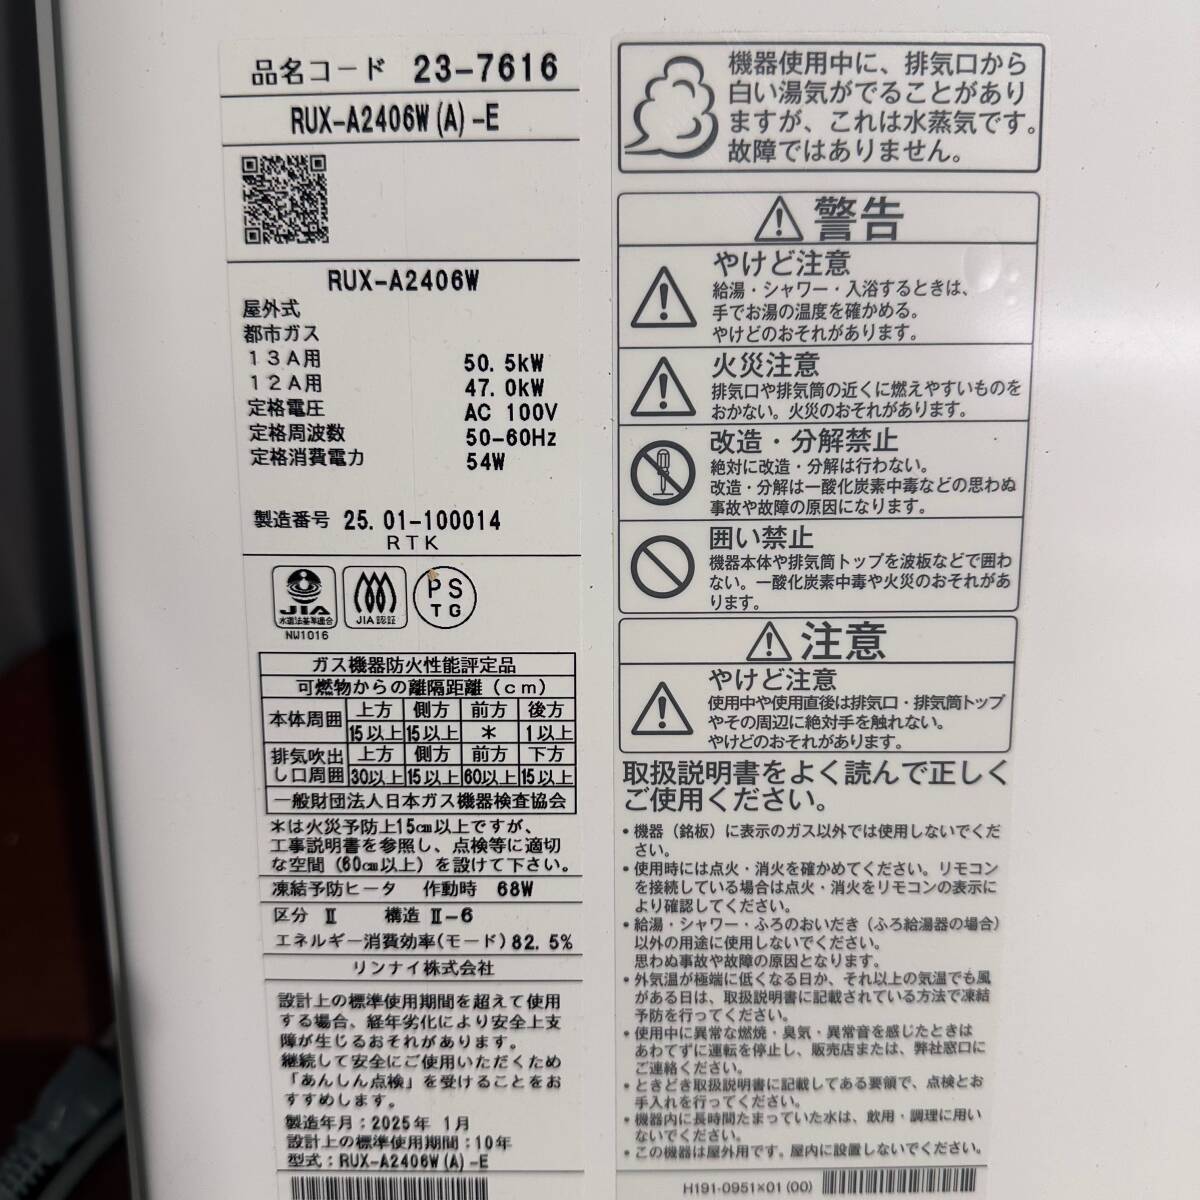 品名コード 23-7616
RUX-A2406W(A)-E
RUX-A2406W
屋外式
都市ガス
13A用 50.5kW
12A用 47.0kW
定格電圧 AC 100V
定格周波数 50-60Hz
定格消費電力 54W
製造番号 25.01-100014
RTK
JIA
水道法基準適合
NW1016
JIA認証
PS
TG
ガス機器防火性能評定品
可燃物からの離隔距離(cm)
本体周囲 上方 側方 前方 後方
15以上 15以上 * 1以上
排気吹出し口周囲 上方 側方 前方 下方
30以上 15以上 60以上 15以上
一般財団法人日本ガス機器検査協会
*は火災予防上15cm以上ですが、
工事説明書を参照し、点検等に適切
な空間(60cm以上)を設けて下さい。
凍結予防ヒータ 作動時 68W
区分 Ⅱ 構造 Ⅱ-6
エネルギー消費効率(モード)82.5%
リンナイ株式会社
設計上の標準使用期間を超えて使用
する場合、経年劣化により安全上支
障が生じるおそれがあります。
継続して安全にご使用いただくため
「あんしん点検」を受けることをお
すすめします。
製造年月:2025年 1月
設計上の標準使用期間:10年
型式:RUX-A2406W(A)-E
機器使用中に、排気口から
白い湯気がでることがあり
ますが、これは水蒸気です。
故障ではありません。
警告
やけど注意
給湯・シャワー・入浴するときは、
手でお湯の温度を確かめる。
やけどのおそれがあります。
火災注意
排気口や排気筒の近くに燃えやすいものを
おかない。火災のおそれがあります。
改造・分解禁止
絶対に改造・分解は行わない。
改造・分解は一酸化炭素中毒などの思わぬ
事故や故障の原因になります。
囲い禁止
機器本体や排気筒トップを波板などで囲わ
ない。一酸化炭素中毒や火災のおそれがあ
ります。
注意
やけど注意
使用中や使用直後は排気口・排気筒トップ
やその周辺に絶対手を触れない。
やけどのおそれがあります。
取扱説明書をよく読んで正しく
ご使用ください。
・機器(銘板)に表示のガス以外では使用しないでくだ
さい。
・使用時には点火・消火を確かめてください。リモコン
を接続している場合は点火・消火をリモコンの表示に
より確認してください。
・給湯・シャワー・ふろのおいだき(ふろ給湯器の場合)
以外の用途に使用しないでください。
思わぬ事故や故障の原因となります。
・外気温が極端に低くなる日か、それ以上の気温でも風
がある日は、取扱説明書に記載されている方法で凍結
予防を行ってください。
・使用中に異常な燃焼・臭気・異常音を感じたときは
あわてずに運転を停止し、販売店または、弊社窓口に
ご連絡ください。
・ときどき取扱説明書に記載してある要領で、点検とお
手入れを行ってください。
・機器内に長時間たまっていた水は、飲用・調理に用い
ないでください。
・この機器は屋外用です。屋内に設置しないでください。
H191-0951×01(00)